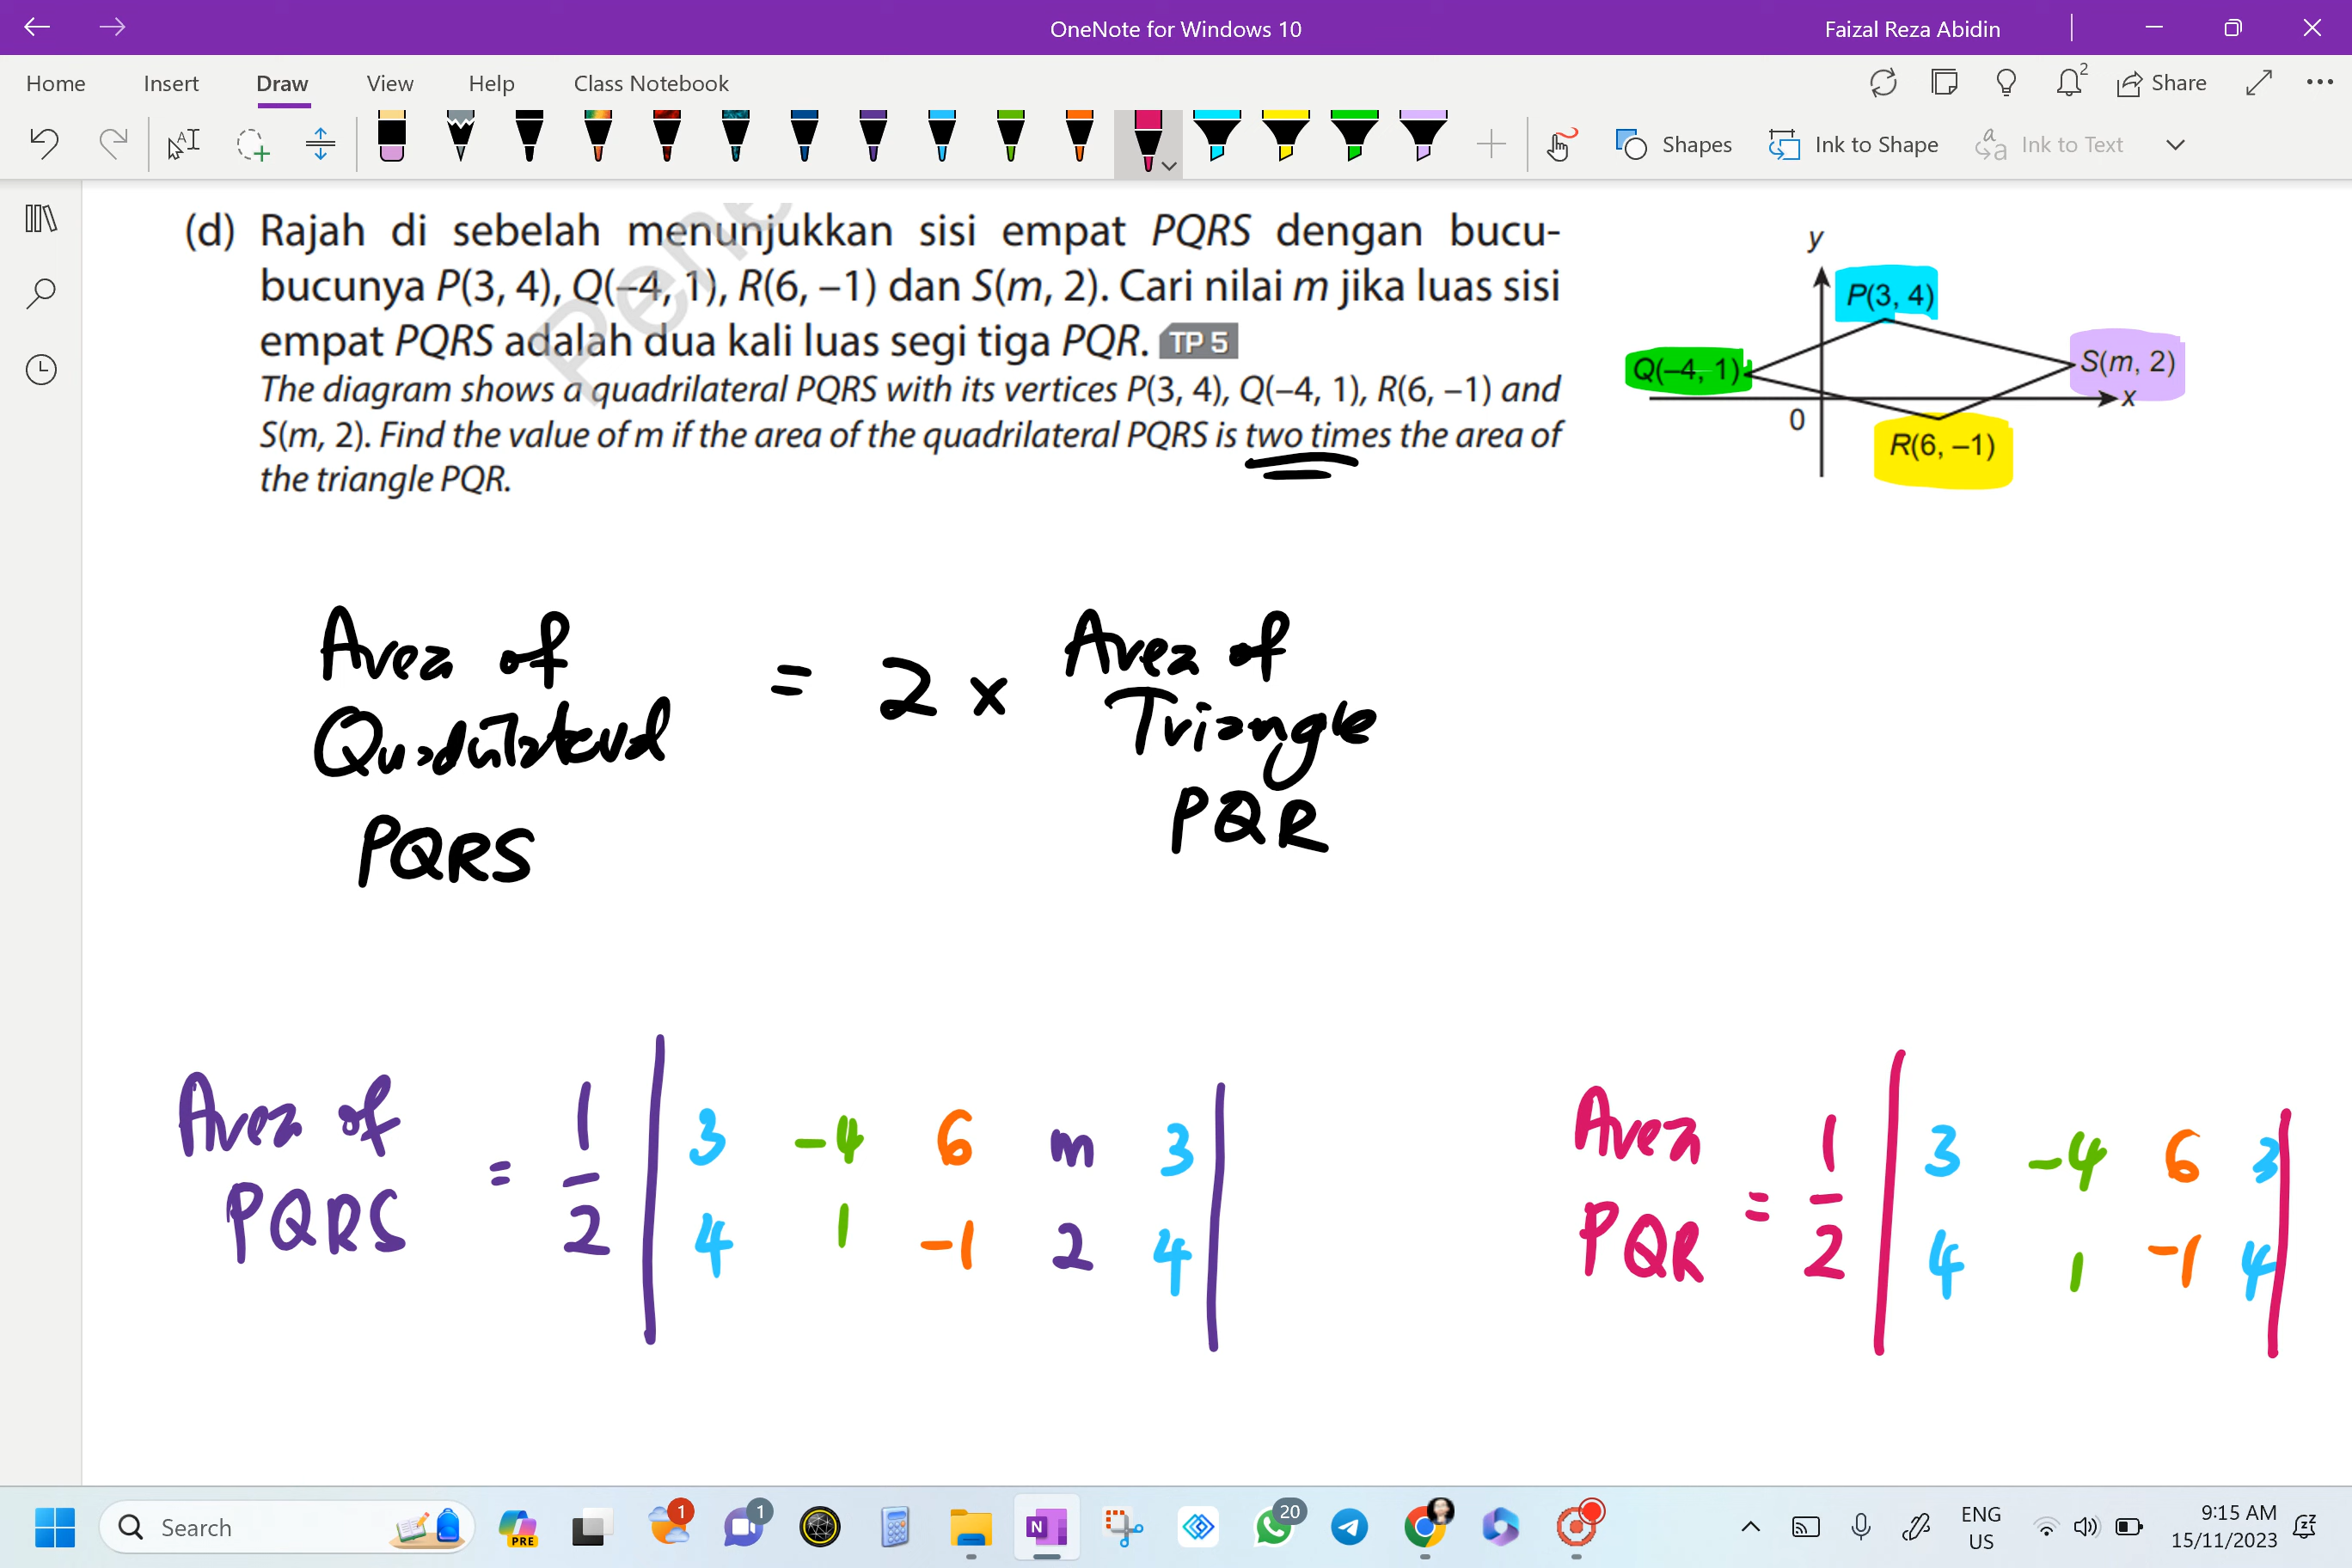 OneNote for Windows 10
Faizal Reza Abidin
Home Insert Draw View Help Class Notebook
2
Share
Shapes Ink to Shape Ink to Text
Pene
(d) Rajah di sebelah menunjukkan sisi empat PQRS dengan bucu-
bucunya P(3, 4), Q(–4, 1), R(6, –1) dan S(m, 2). Cari nilai m jika luas sisi
empat PQRS adalah dua kali luas segi tiga PQR. TP 5
The diagram shows a quadrilateral PQRS with its vertices P(3, 4), Q(–4, 1), R(6, –1) and
S(m, 2). Find the value of m if the area of the quadrilateral PQRS is two times the area of
the triangle PQR.
y
P(3, 4)
Q(–4, 1)
S(m, 2)
x
0
R(6, –1)
Area of
Quadrilateral
PQRS
= 2 ×
Area of
Triangle
PQR
Area of
PQRS
= 1/2 | 3 -4 6 m 3 |
4 1 -1 2 4
Area
PQR
= 1/2 | 3 -4 6 3 |
4 1 -1 4
Search
PRE
1
1
N
20
ENG
US
9:15 AM
15/11/2023